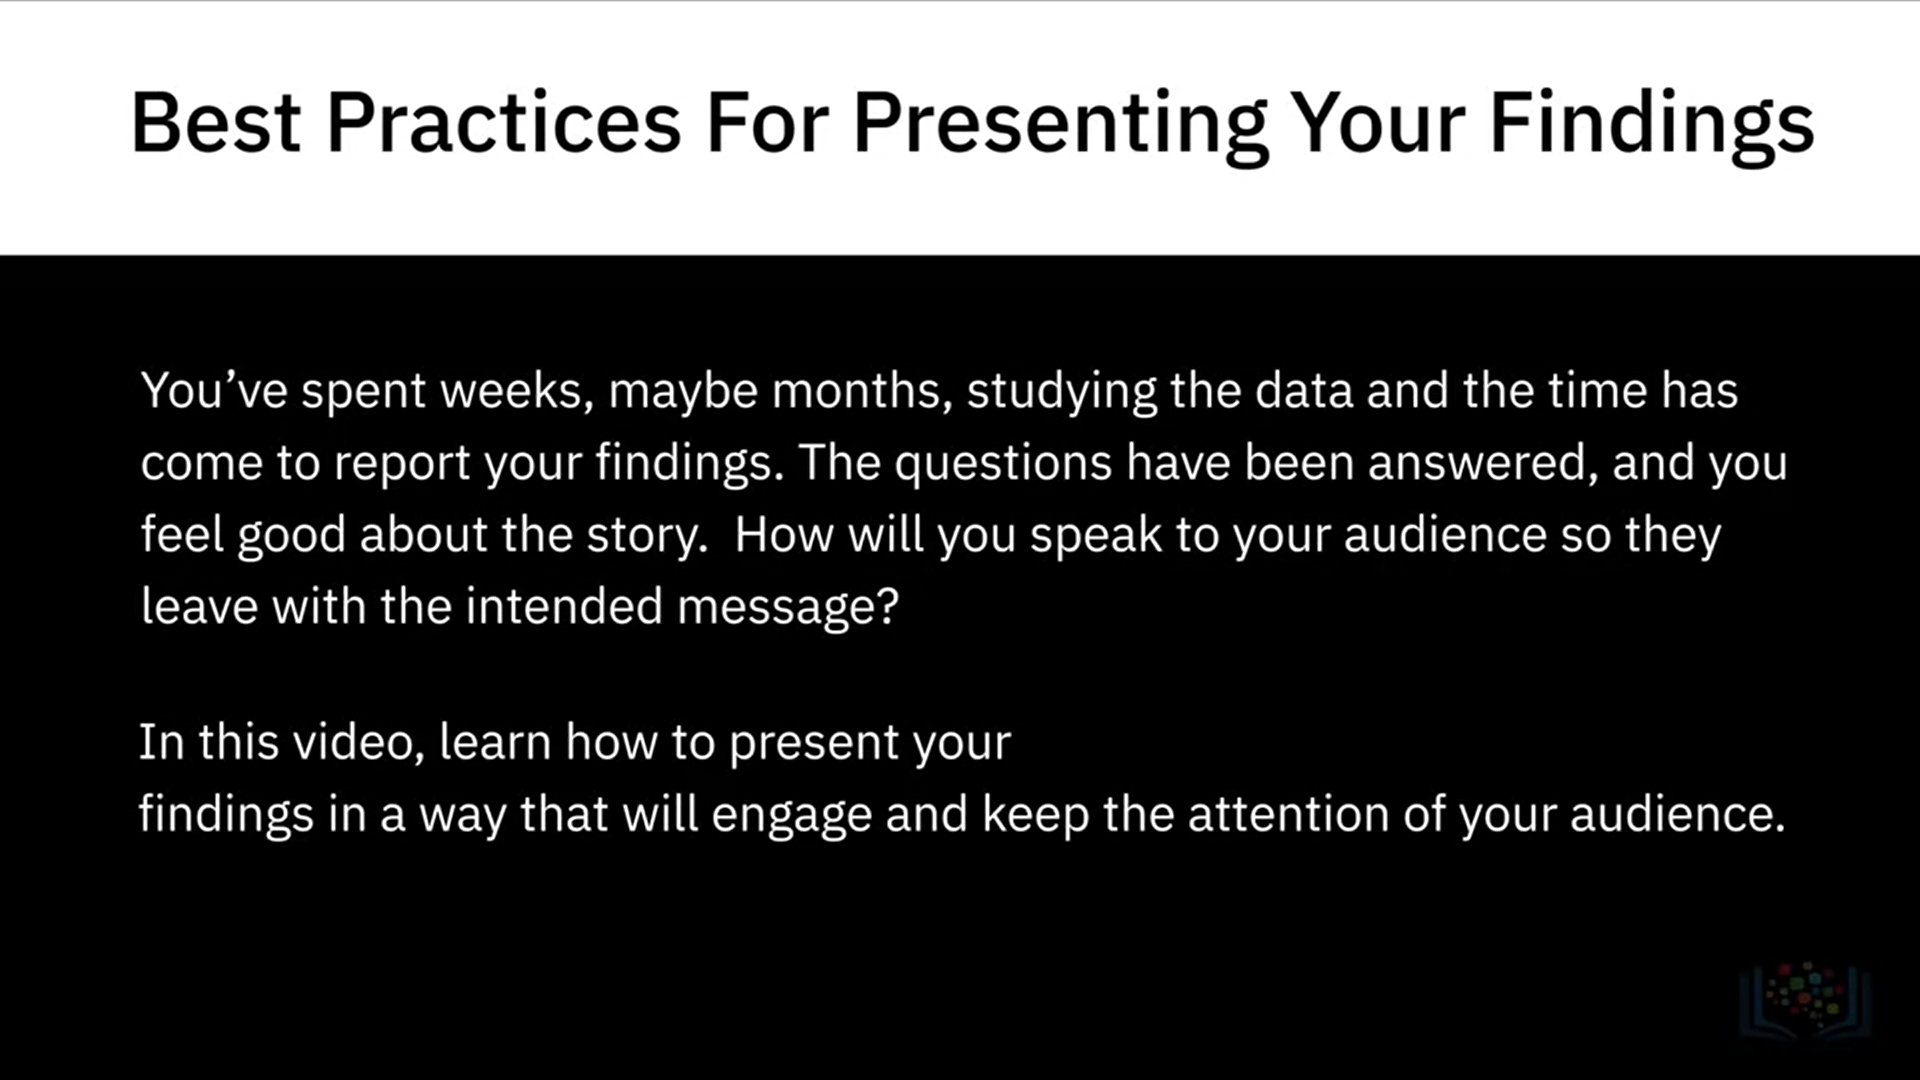 Best Practices For Presenting Your Findings
You’ve spent weeks, maybe months, studying the data and the time has
come to report your findings. The questions have been answered, and you
feel good about the story.  How will you speak to your audience so they
leave with the intended message?
In this video, learn how to present your
findings in a way that will engage and keep the attention of your audience.